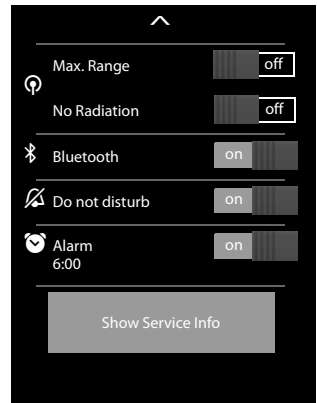 Max. Range off
No Radiation off
Bluetooth on
Do not disturb on
Alarm on
6:00
Show Service Info